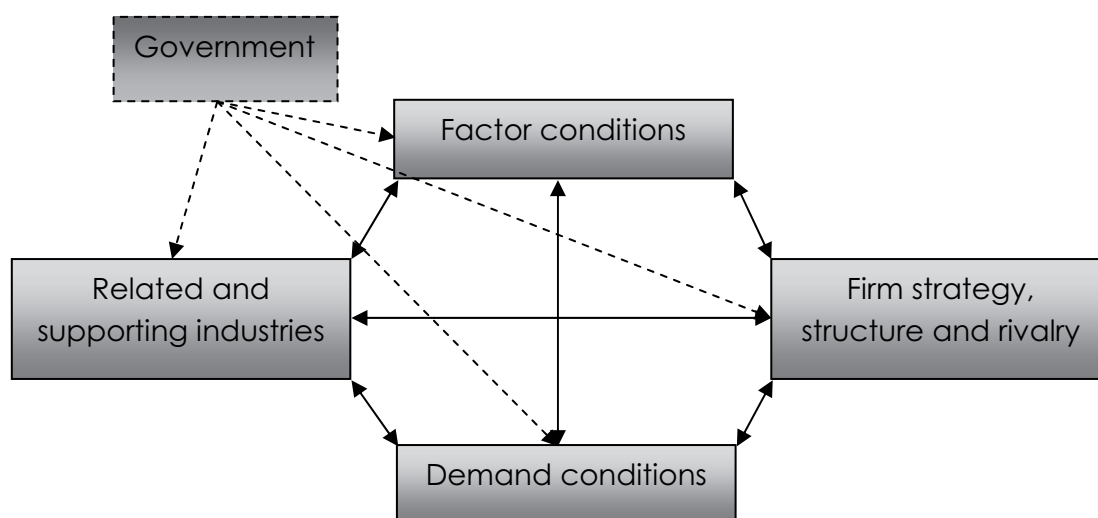 Government
Factor conditions
Related and
supporting industries
Firm strategy,
structure and rivalry
Demand conditions